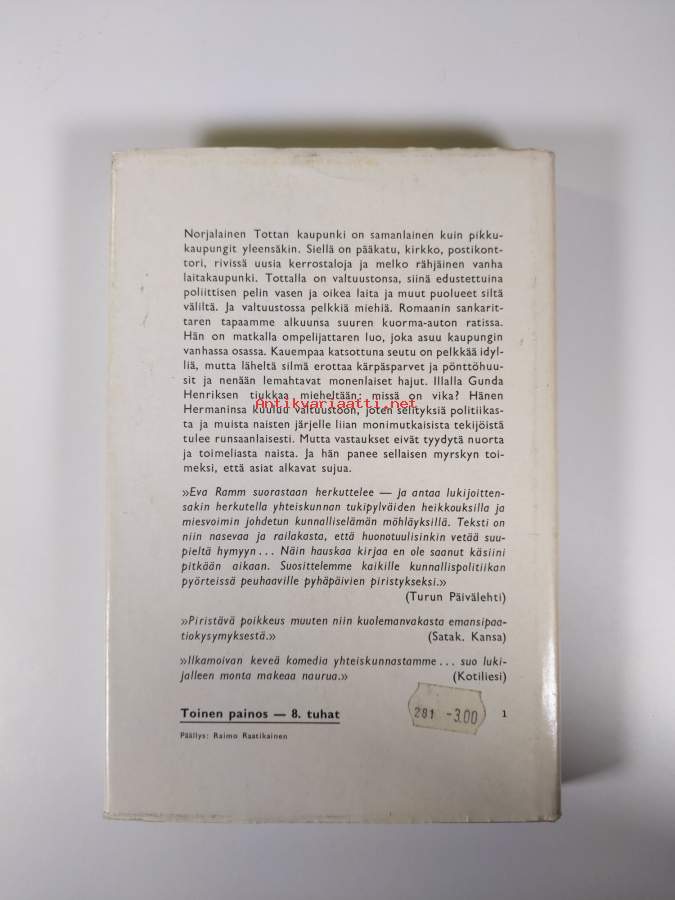 Norjalainen Tottan kaupunki on samanlainen kuin pikku-
kaupungit yleensäkin. Siellä on pääkatu, kirkko, postikont-
tori, rivissä uusia kerrostaloja ja melko rähjäinen vanha
laitakaupunki. Tottalla on valtuustonsa, siinä edustettuina
poliittisen pelin vasen ja oikea laita ja muut puolueet siltä
väliltä. Ja valtuustossa pelkkiä miehiä. Romaanin sankarit-
taren tapaamme alkuunsa suuren kuorma-auton ratissa.
Hän on matkalla ompelijattaren luo, joka asuu kaupungin
vanhassa osassa. Kauempaa katsottuna seutu on pelkkää idyl-
liä, mutta läheltä silmä erottaa kärpäsparvet ja pönttöhuu-
sit ja nenään lemahtavat monenlaiset hajut. Illalla Gunda
Henriksen tiukkaa mieheltään: missä on vika? Hänen
Antikvariaatti.net
Hermaninsa kuuluu valtuustoon, joten selityksiä politiikas-
ta ja muista naisten järjelle liian monimutkaisista tekijöistä
tulee runsaanlaisesti. Mutta vastaukset eivät tyydytä nuorta
ja toimeliasta naista. Ja hän panee sellaisen myrskyn toi-
meksi, että asiat alkavat sujua.
»Eva Ramm suorastaan herkuttelee — ja antaa lukijoitten-
sakin herkutella yhteiskunnan tukipylväiden heikkouksilla ja
miesvoimin johdetun kunnalliselämän möhläyksillä. Teksti on
niin nasevaa ja railakasta, että huonotuulisinkin vetää suu-
pieltä hymyyn... Näin hauskaa kirjaa en ole saanut käsiini
pitkään aikaan. Suosittelemme kaikille kunnallispolitiikan
pyörteissä peuhaaville pyhäpäivien piristykseksi.»
(Turun Päivälehti)
»Piristävä poikkeus muuten niin kuolemanvakasta emansipaa-
tiokysymyksestä.» (Satak. Kansa)
»Ilkamoivan keveä komedia yhteiskunnastamme... suo luki-
jalleen monta makeaa naurua.» (Kotiliesi)
Toinen painos — 8. tuhat 281 -3.00 1
Päällys: Raimo Raatikainen